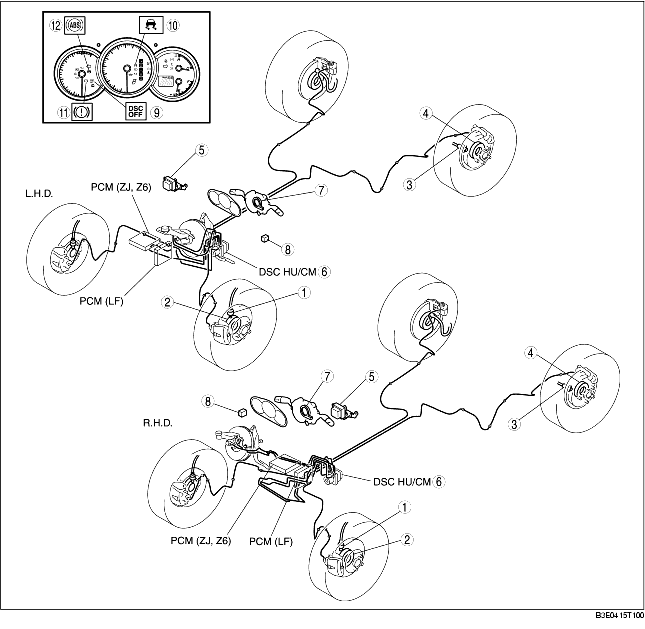 12 ABS 10
11 DSC OFF 9
5
4
PCM (ZJ, Z6)
7
3
L.H.D.
8
DSC HU/CM 6
PCM (LF)
2 1
7 5
4
8
3
R.H.D.
DSC HU/CM 6
1
PCM (ZJ, Z6) PCM (LF)
2
B3E0415T100